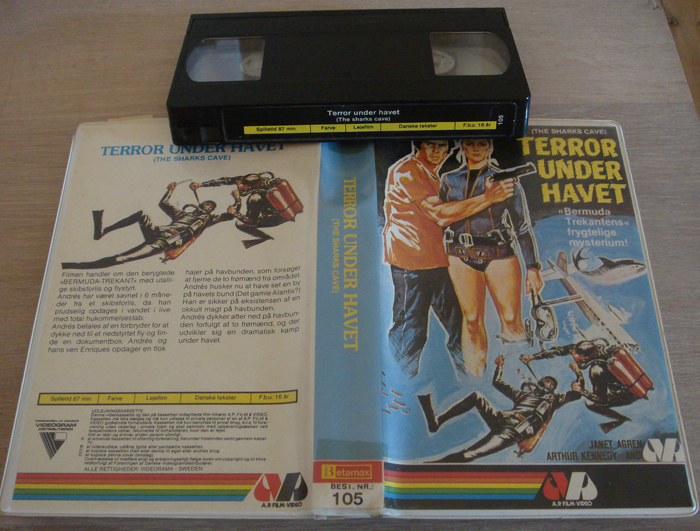 Terror under havet
(The sharks cave)
Spilletid 87 min. Farve Lejefilm Danske tekster F.b.u. 16 år
105
TERROR UNDER HAVET
(THE SHARKS CAVE)
Filmen handler om den berygtede
»BERMUDA-TREKANT« med utalli-
ge skibsforlis og flystyrt.
Andrés har været savnet i 6 måne-
der fra et skibsforlis, da han
pludselig opdages i vandet i live
med total hukommelsestab.
Andrés betales af en forbryder for at
dykke ned til et nedstyrtet fly og fin-
de en dokumentbox. Andrés og
hans ven Enriques opdager en flok
hajer på havbunden, som forsøger
at fjerne de to frømænd fra området.
Andrés husker nu at have set en by
på havets bund (Det gamle Atlantis?)
Han er sikker på eksistensen af en
okkult magt på havbunden.
Andrés dykker atter ned på havbun-
den forfulgt af to frømænd, og der
udvikler sig en dramatisk kamp
under havet.
Spilletid 87 min. Farve Lejefilm Danske tekster F.b.u. 16 år
UDLEJNINGSKASSETTE
ALLE RETTIGHEDER: VIDEORAMA - SWEDEN
VIDEOGRAM
DISTRIBUTØRER
V
AR
A.R FILM-VIDEO
TERROR UNDER HAVET
(THE SHARKS CAVE)
Betamax
BEST. NR.:
105
(THE SHARKS CAVE)
TERROR
UNDER
HAVET
»Bermuda
Trekantens«
frygtelige
mysterium!
JANET AGREN
ARTHUR KENNEDY
AR
A.R FILM-VIDEO